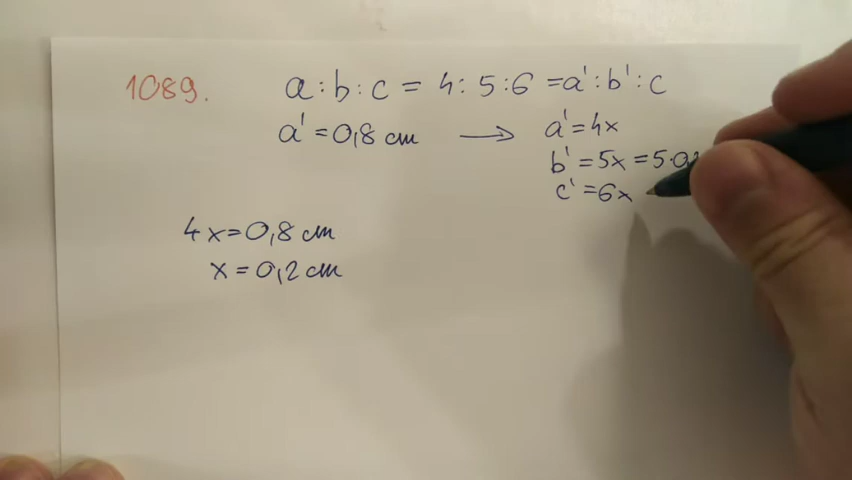 1089. a : b : c = 4 : 5 : 6 = a' : b' : c
a' = 0,8 cm → a' = 4x
b' = 5x = 5·0,
c' = 6x
4x = 0,8 cm
x = 0,2 cm